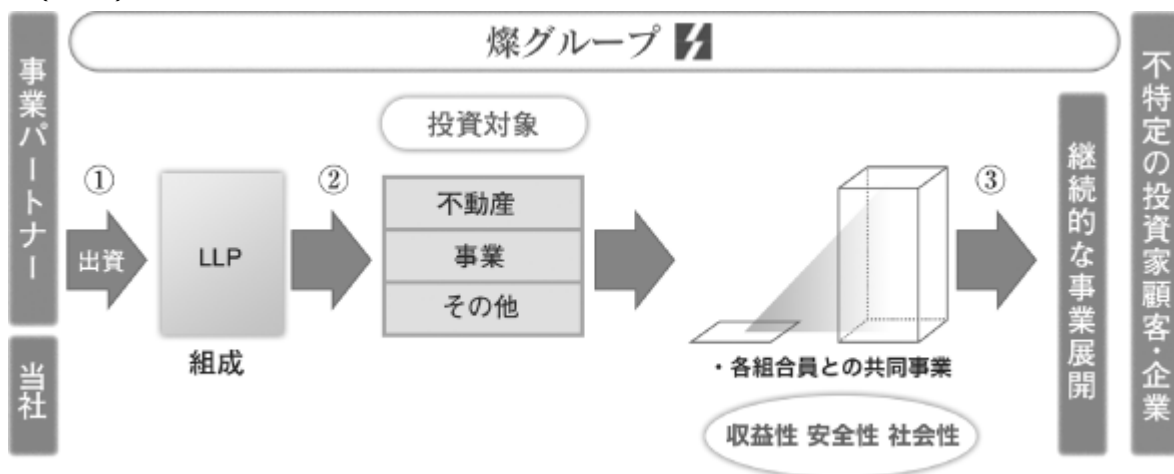 燦グループ
事業パートナー
当社
①
出資
LLP
組成
②
投資対象
不動産
事業
その他
・各組合員との共同事業
収益性 安全性 社会性
③
継続的な事業展開
不特定の投資家顧客・企業